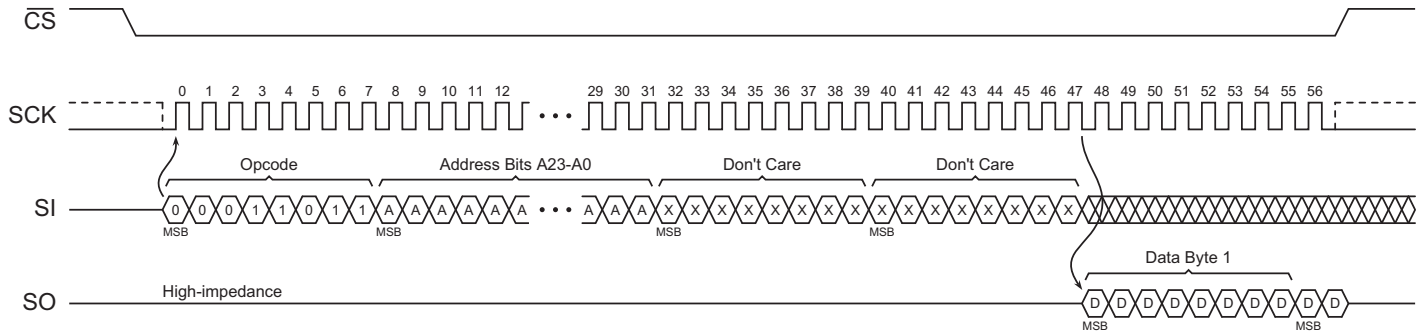 CS
0 1 2 3 4 5 6 7 8 9 10 11 12 29 30 31 32 33 34 35 36 37 38 39 40 41 42 43 44 45 46 47 48 49 50 51 52 53 54 55 56
SCK
Opcode Address Bits A23-A0 Don't Care Don't Care
SI 0 0 0 1 1 0 1 1 A A A A A A • • • A A A X X X X X X X X X X X X X X X X
MSB MSB MSB MSB
Data Byte 1
High-impedance
SO D D D D D D D D D D
MSB MSB